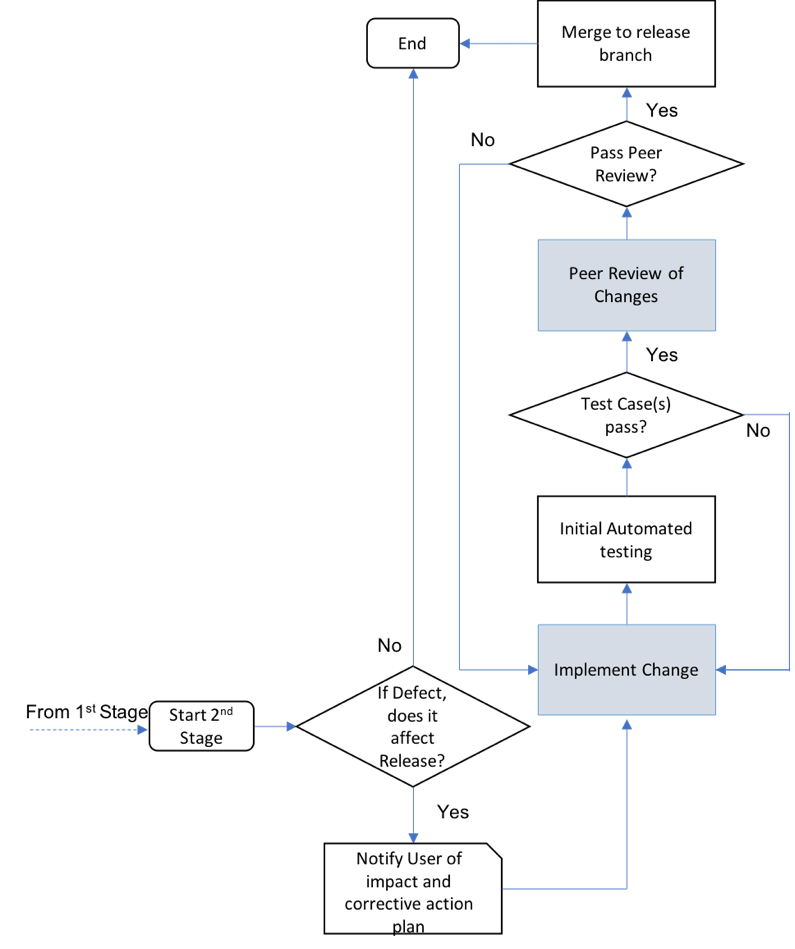 End
Merge to release
branch
Yes
No
Pass Peer
Review?
Peer Review of
Changes
Yes
Test Case(s)
pass?
No
Initial Automated
testing
Implement Change
No
From 1st Stage
Start 2nd
Stage
If Defect,
does it
affect
Release?
Yes
Notify User of
impact and
corrective action
plan